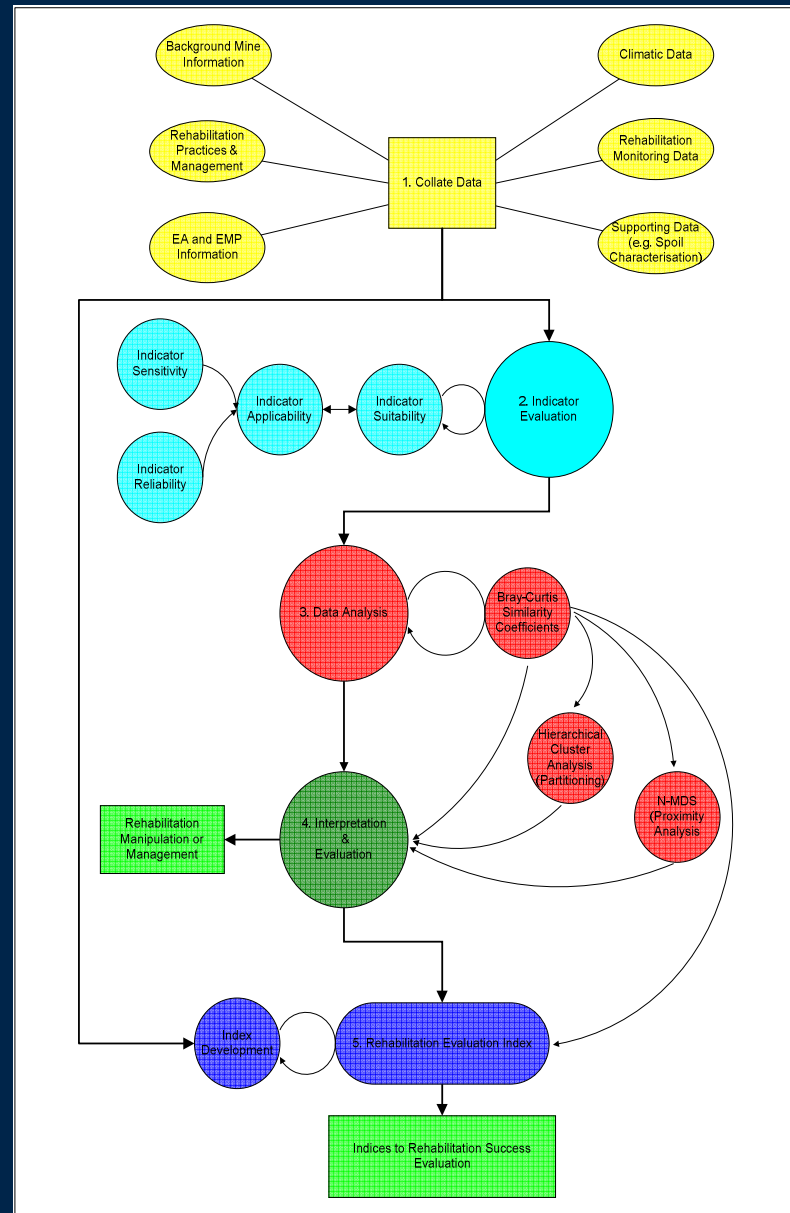 Background Mine
Information
Climatic Data
Rehabilitation
Practices &
Management
1. Collate Data
Rehabilitation
Monitoring Data
EA and EMP
Information
Supporting Data
(e.g. Spoil
Characterisation)
Indicator
Sensitivity
Indicator
Applicability
Indicator
Suitability
2. Indicator
Evaluation
Indicator
Reliability
3. Data Analysis
Bray-Curtis
Similarity
Coefficients
Hierarchical
Cluster
Analysis
(Partitioning)
N-MDS
(Proximity
Analysis
Rehabilitation
Manipulation or
Management
4. Interpretation
&
Evaluation
Index
Development
5. Rehabilitation Evaluation Index
Indices to Rehabilitation Success
Evaluation